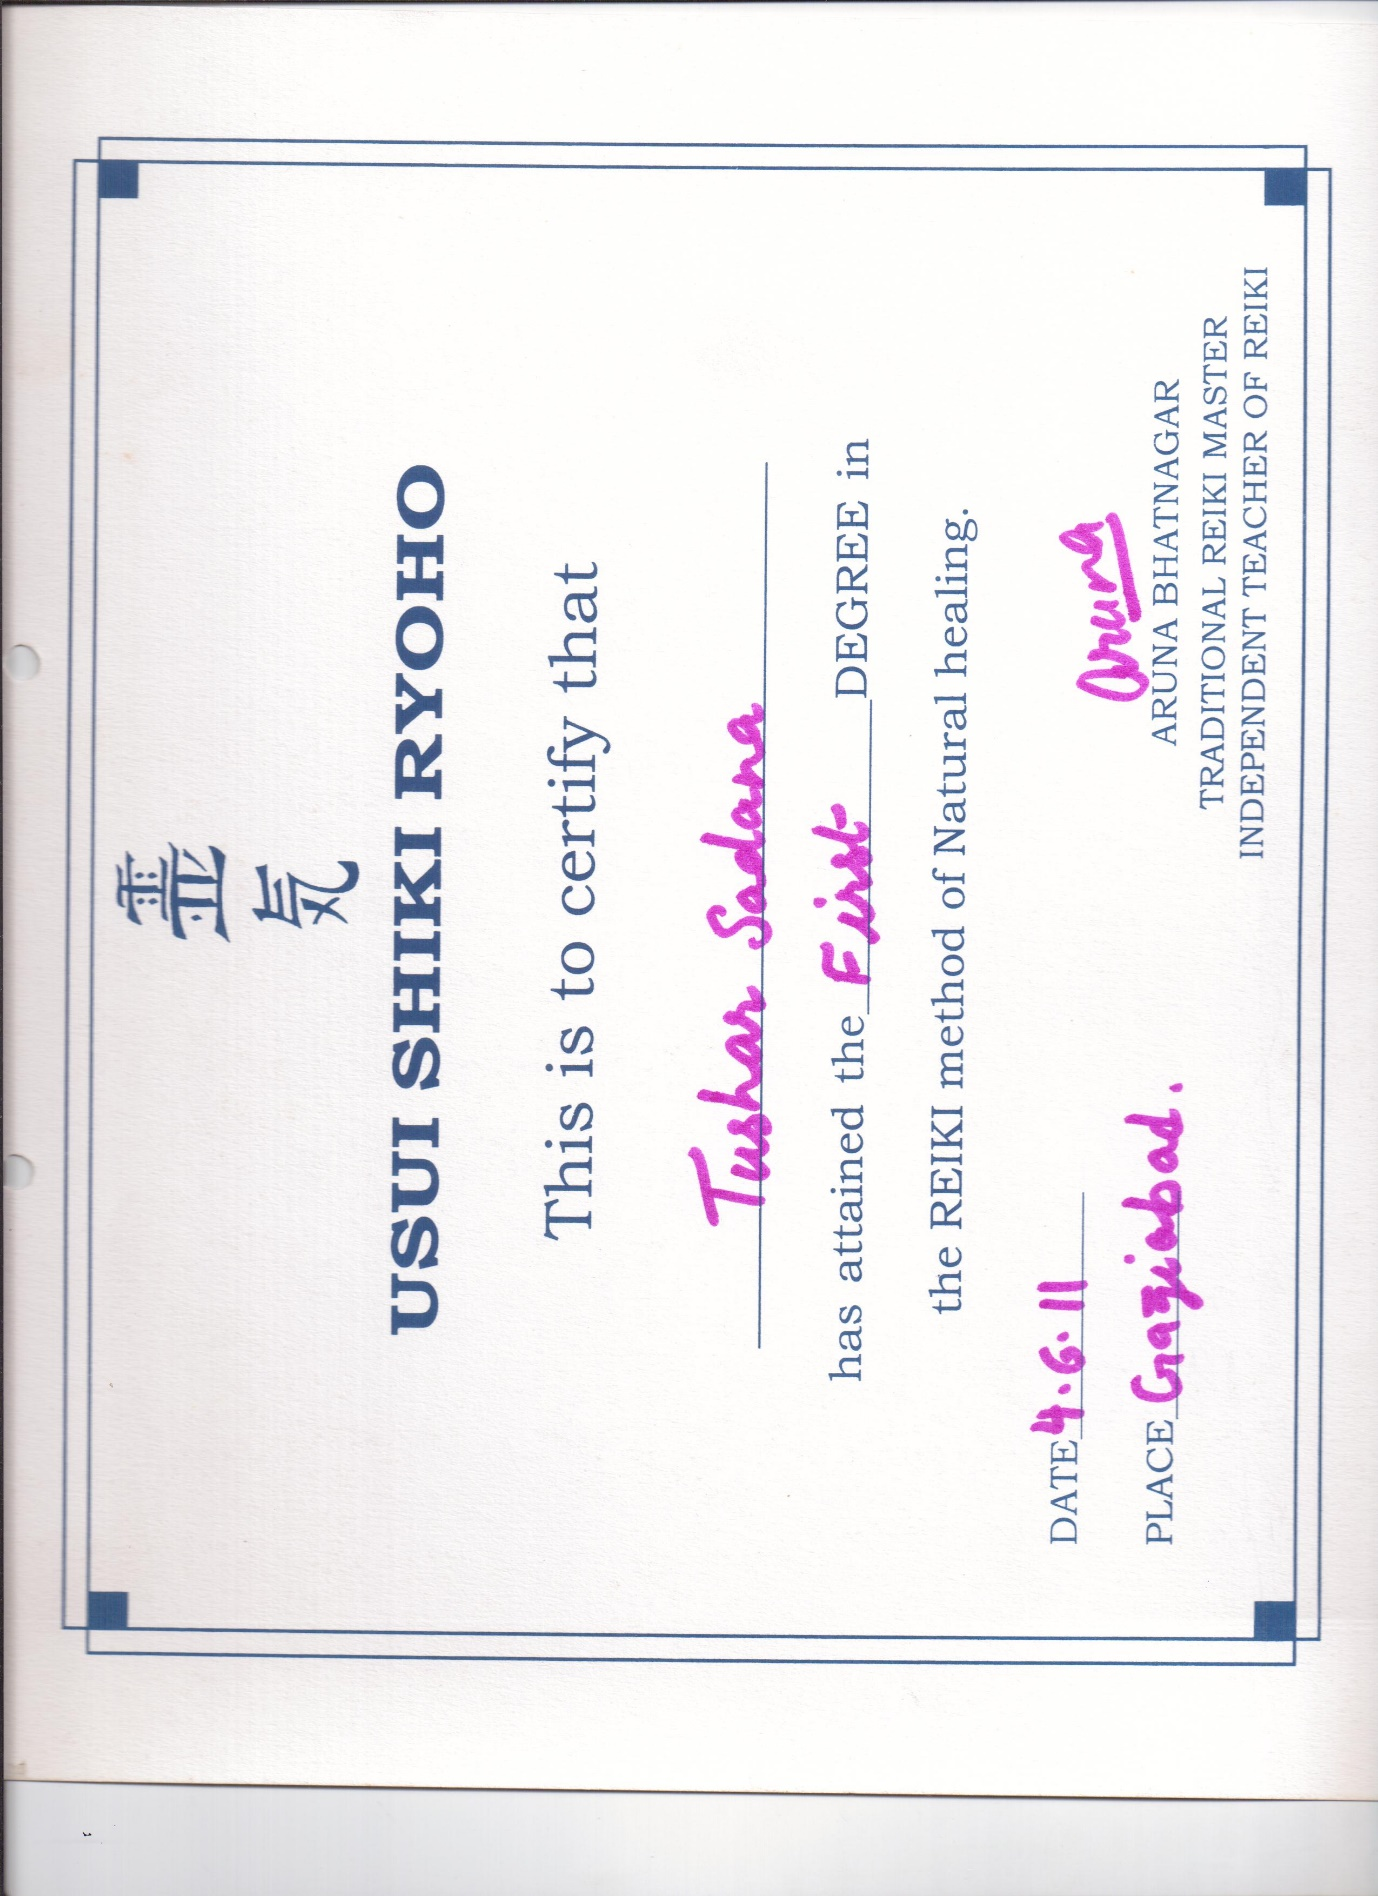 霊
気
USUI SHIKI RYOHO
This is to certify that
Tushar Sadana
has attained the First DEGREE in
the REIKI method of Natural healing.
DATE 4.6.11
PLACE Gaziabad.
Aruna
ARUNA BHATNAGAR
TRADITIONAL REIKI MASTER
INDEPENDENT TEACHER OF REIKI